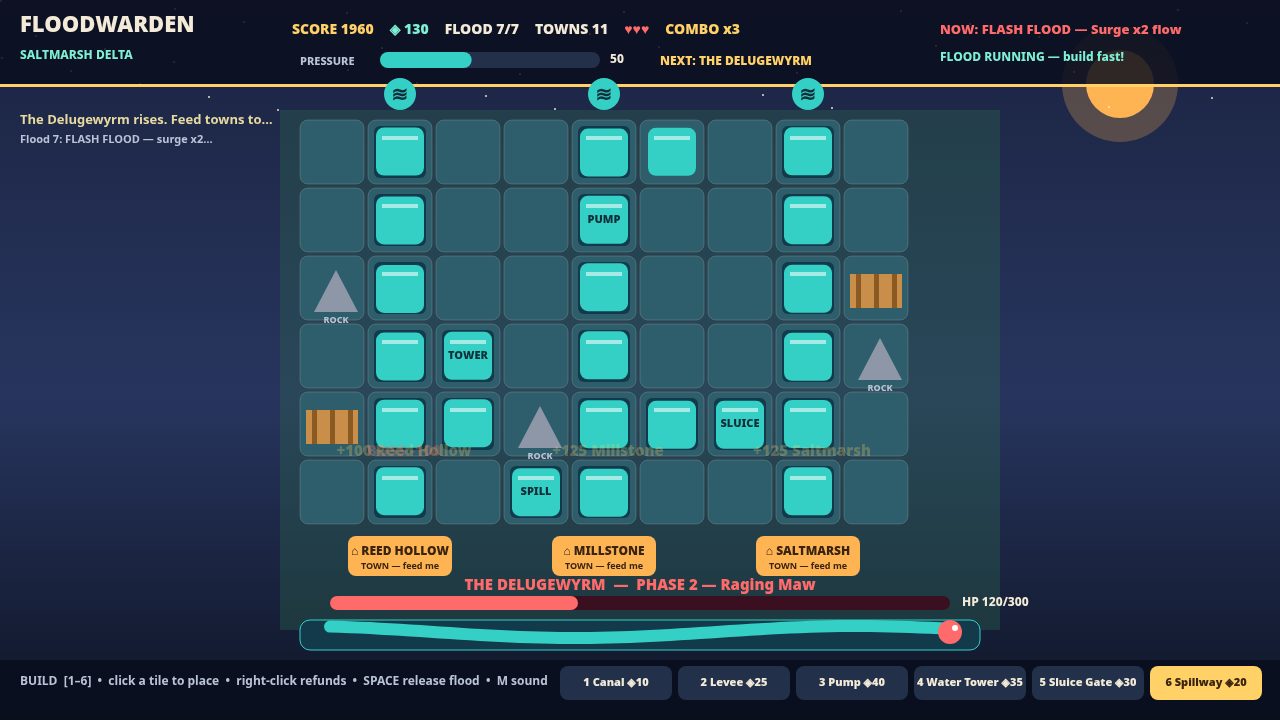 FLOODWARDEN
SALTMARSH DELTA
SCORE 1960 ◈ 130 FLOOD 7/7 TOWNS 11 ♥♥♥ COMBO x3
PRESSURE 50 NEXT: THE DELUGEWYRM
NOW: FLASH FLOOD — Surge x2 flow
FLOOD RUNNING — build fast!
The Delugewyrm rises. Feed towns to...
Flood 7: FLASH FLOOD — surge x2...
PUMP
ROCK
TOWER
ROCK
SLUICE
+100 Reed Hollow
+125 Millstone
+125 Saltmarsh
ROCK
SPILL
⌂ REED HOLLOW
TOWN — feed me
⌂ MILLSTONE
TOWN — feed me
⌂ SALTMARSH
TOWN — feed me
THE DELUGEWYRM — PHASE 2 — Raging Maw
HP 120/300
BUILD [1–6] • click a tile to place • right-click refunds • SPACE release flood • M sound
1 Canal ◈10
2 Levee ◈25
3 Pump ◈40
4 Water Tower ◈35
5 Sluice Gate ◈30
6 Spillway ◈20